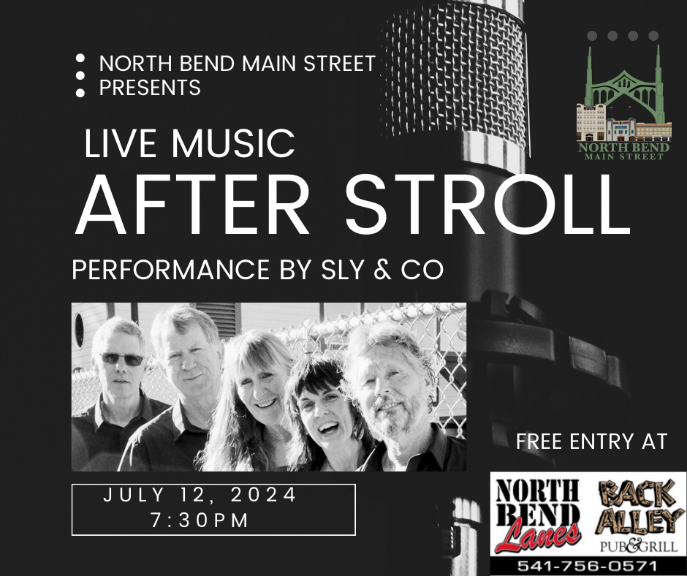 NORTH BEND MAIN STREET
PRESENTS
NORTH BEND
MAIN STREET
LIVE MUSIC
AFTER STROLL
PERFORMANCE BY SLY & CO
JULY 12, 2024
7:30PM
FREE ENTRY AT
NORTH
BEND
Lanes
BACK
ALLEY
PUB&GRILL
541-756-0571